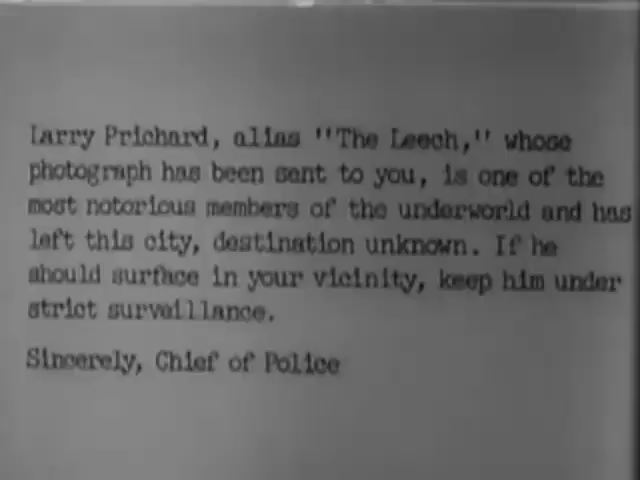 Larry Prichard, alias "The Leech," whose
photograph has been sent to you, is one of the
most notorious members of the underworld and has
left this city, destination unknown. If he
should surface in your vicinity, keep him under
strict surveillance.
Sincerely, Chief of Police